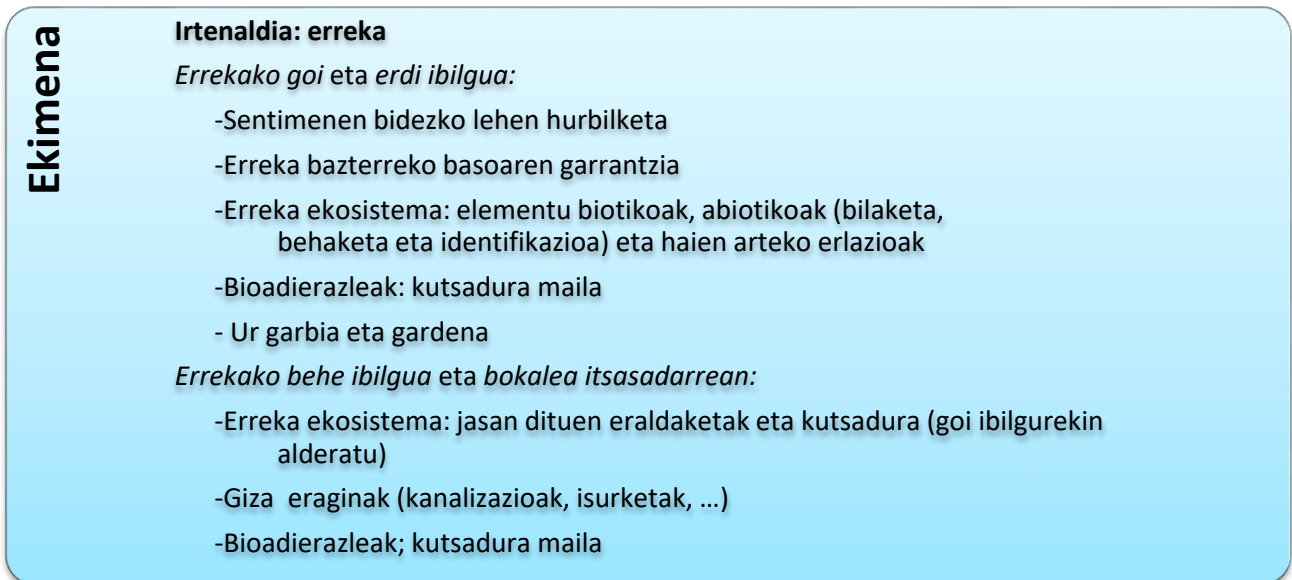 Ekimena
Irtenaldia: erreka
Errekako goi eta erdi ibilgua:
-Sentimenen bidezko lehen hurbilketa
-Erreka bazterreko basoaren garrantzia
-Erreka ekosistema: elementu biotikoak, abiotikoak (bilaketa,
behaketa eta identifikazioa) eta haien arteko erlazioak
-Bioadierazleak: kutsadura maila
- Ur garbia eta gardena
Errekako behe ibilgua eta bokalea itsasadarrean:
-Erreka ekosistema: jasan dituen eraldaketak eta kutsadura (goi ibilgurekin
alderatu)
-Giza  eraginak (kanalizazioak, isurketak, …)
-Bioadierazleak; kutsadura maila